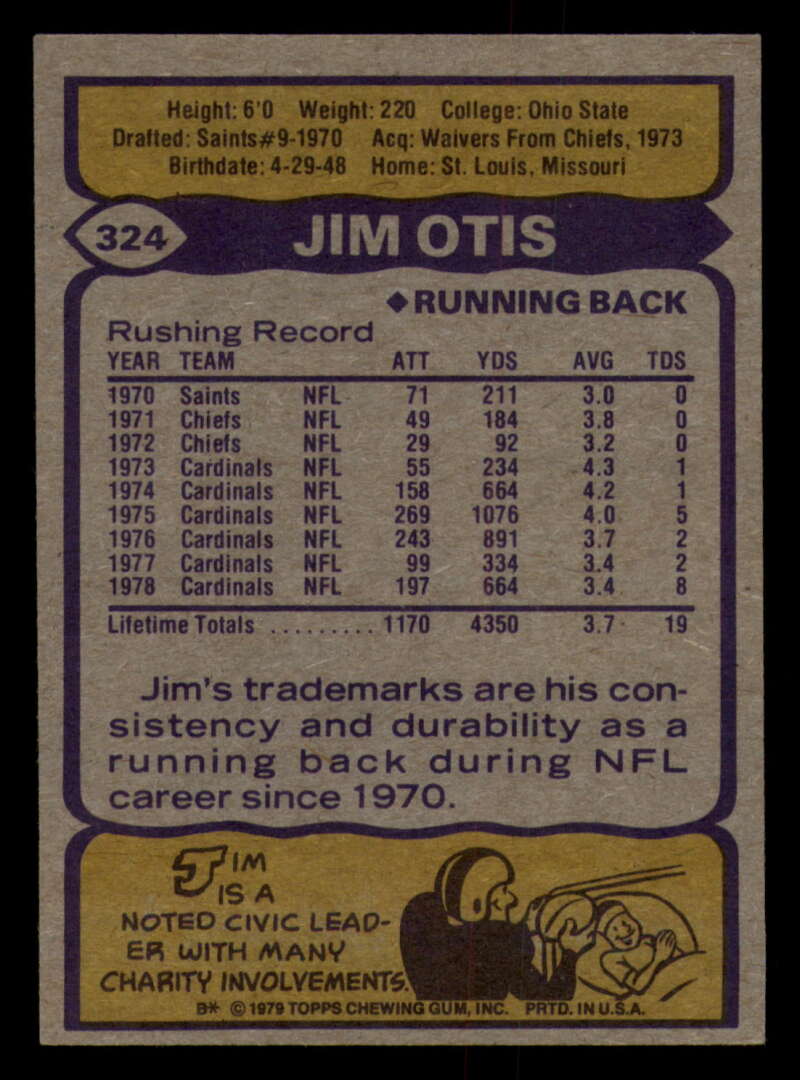 Height: 6'0 Weight: 220 College: Ohio State
Drafted: Saints#9-1970 Acq: Waivers From Chiefs, 1973
Birthdate: 4-29-48 Home: St. Louis, Missouri
324 JIM OTIS
◆RUNNING BACK
Rushing Record
YEAR TEAM ATT YDS AVG TDS
1970 Saints NFL 71 211 3.0 0
1971 Chiefs NFL 49 184 3.8 0
1972 Chiefs NFL 29 92 3.2 0
1973 Cardinals NFL 55 234 4.3 1
1974 Cardinals NFL 158 664 4.2 1
1975 Cardinals NFL 269 1076 4.0 5
1976 Cardinals NFL 243 891 3.7 2
1977 Cardinals NFL 99 334 3.4 2
1978 Cardinals NFL 197 664 3.4 8
Lifetime Totals ......... 1170 4350 3.7 19
Jim's trademarks are his con-
sistency and durability as a
running back during NFL
career since 1970.
JIM
IS A
NOTED CIVIC LEAD-
ER WITH MANY
CHARITY INVOLVEMENTS.
B* © 1979 TOPPS CHEWING GUM, INC. PRTD. IN U.S.A.